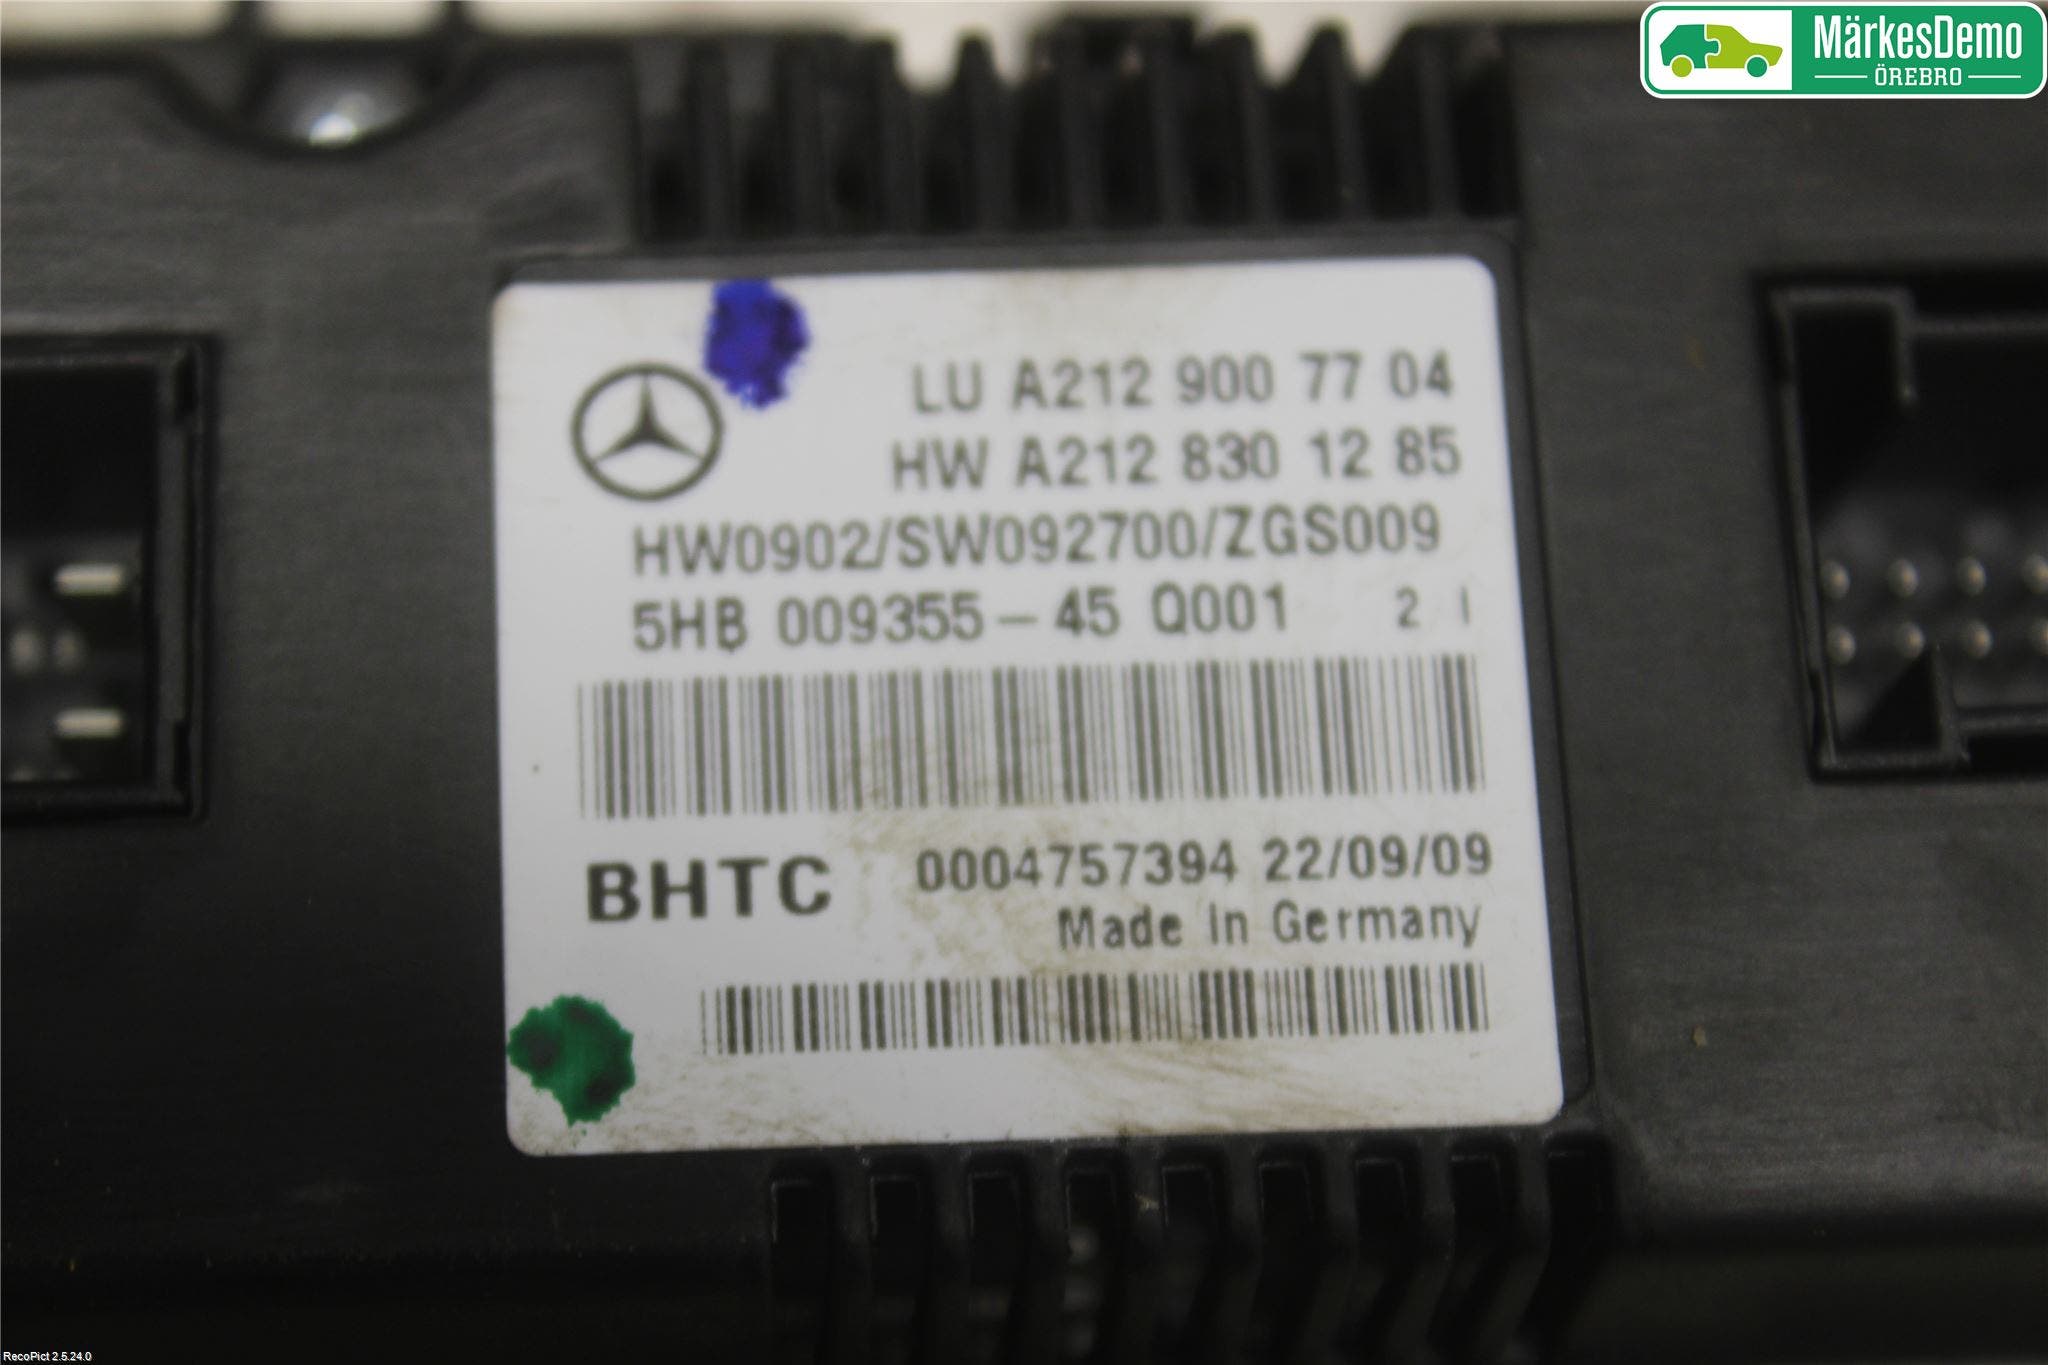 MärkesDemo
ÖREBRO
LU A212 900 77 04
HW A212 830 12 85
HW0902/SW092700/ZGS009
5HB 009355-45 Q001 2 I
BHTC 0004757394 22/09/09
Made in Germany
RecoPict 2.5.24.0